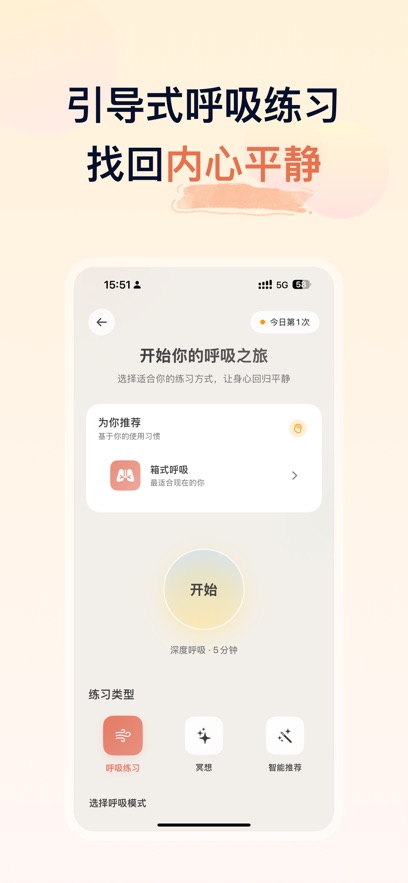 引导式呼吸练习
找回内心平静
15:51
5G
今日第1次
开始你的呼吸之旅
选择适合你的练习方式，让身心回归平静
为你推荐
基于你的使用习惯
箱式呼吸
最适合现在的你
开始
深度呼吸 · 5 分钟
练习类型
呼吸练习
冥想
智能推荐
选择呼吸模式